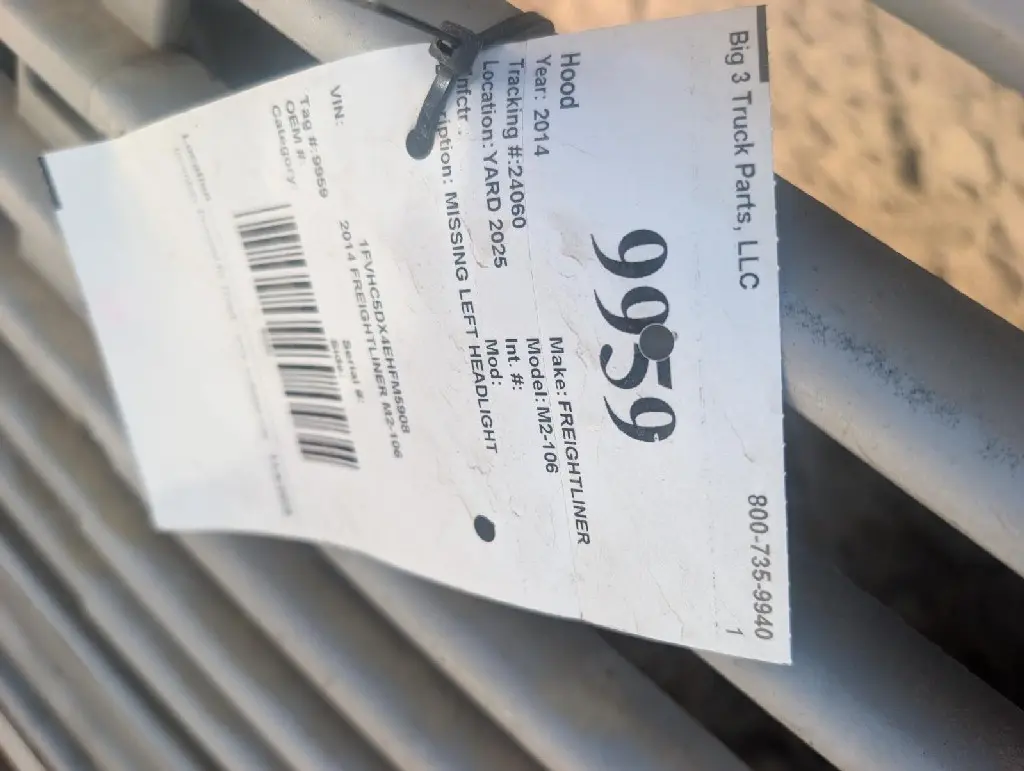 Big 3 Truck Parts, LLC 800-735-9940
1
9959
Hood
Year: 2014 Make: FREIGHTLINER
Model: M2-106
Tracking #:24060 Int. #:
Location: YARD 2025 Mod:
MISSING LEFT HEADLIGHT
VIN: 1FVHC5DX4EHFM5908
2014 FREIGHTLINER M2-106
Tag #:9959 Serial #:
OEM #: Side:
Category
Location